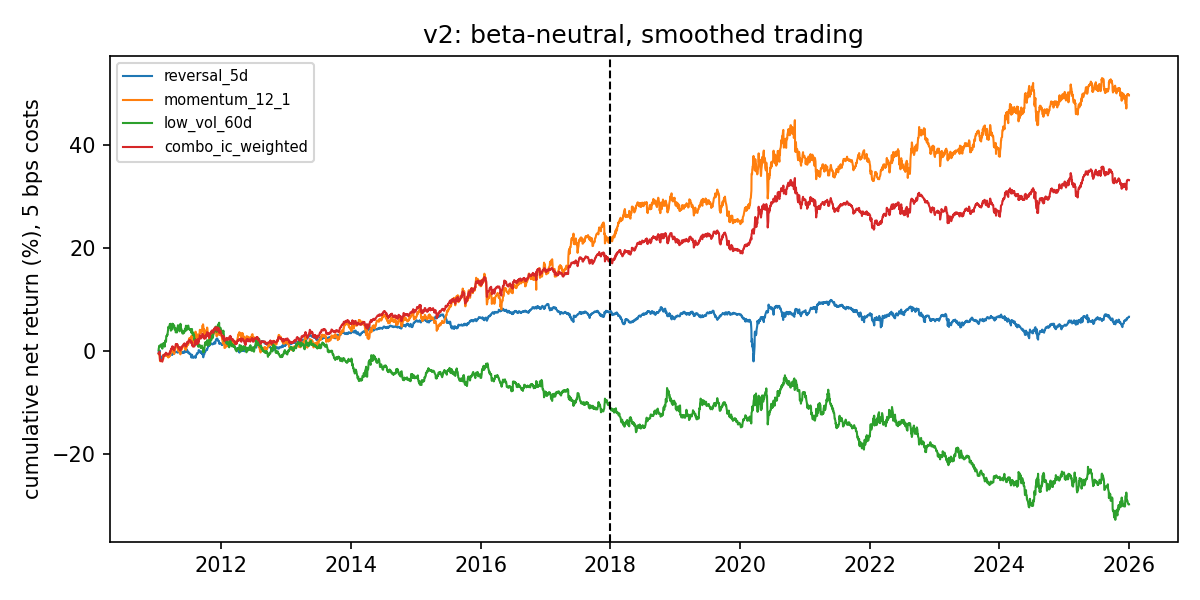 v2: beta-neutral, smoothed trading
reversal_5d
momentum_12_1
low_vol_60d
combo_ic_weighted
cumulative net return (%), 5 bps costs
40
20
0
−20
2012 2014 2016 2018 2020 2022 2024 2026